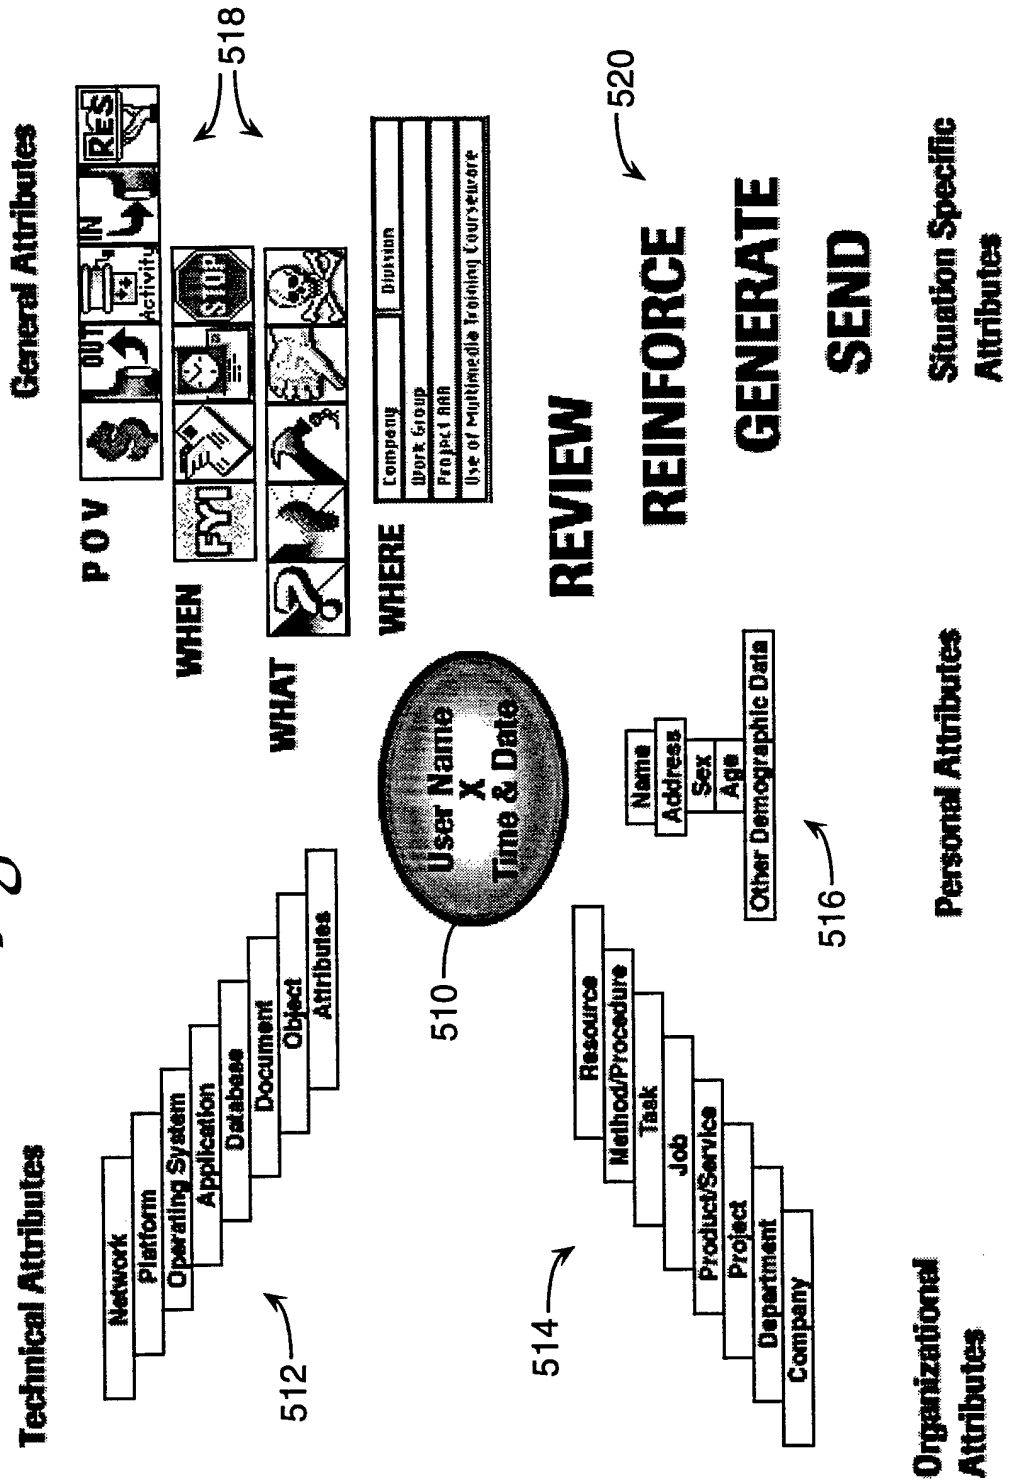 Technical Attributes
Network
Platform
Operating System
Application
Database
Document
Object
Attributes
512
General Attributes
POV
OUT
Activity
IN
RES
WHEN
FYI
STOP
WHAT
?
WHERE
Company
Division
Work Group
Project AAA
Use of Multimedia Training Courseware
518
User Name
X
Time & Date
510
Resource
Method/Procedure
Task
Job
Product/Service
Project
Department
Company
514
Organizational
Attributes
Name
Address
Sex
Age
Other Demographic Data
516
Personal Attributes
REVIEW
REINFORCE
GENERATE
SEND
520
Situation Specific
Attributes